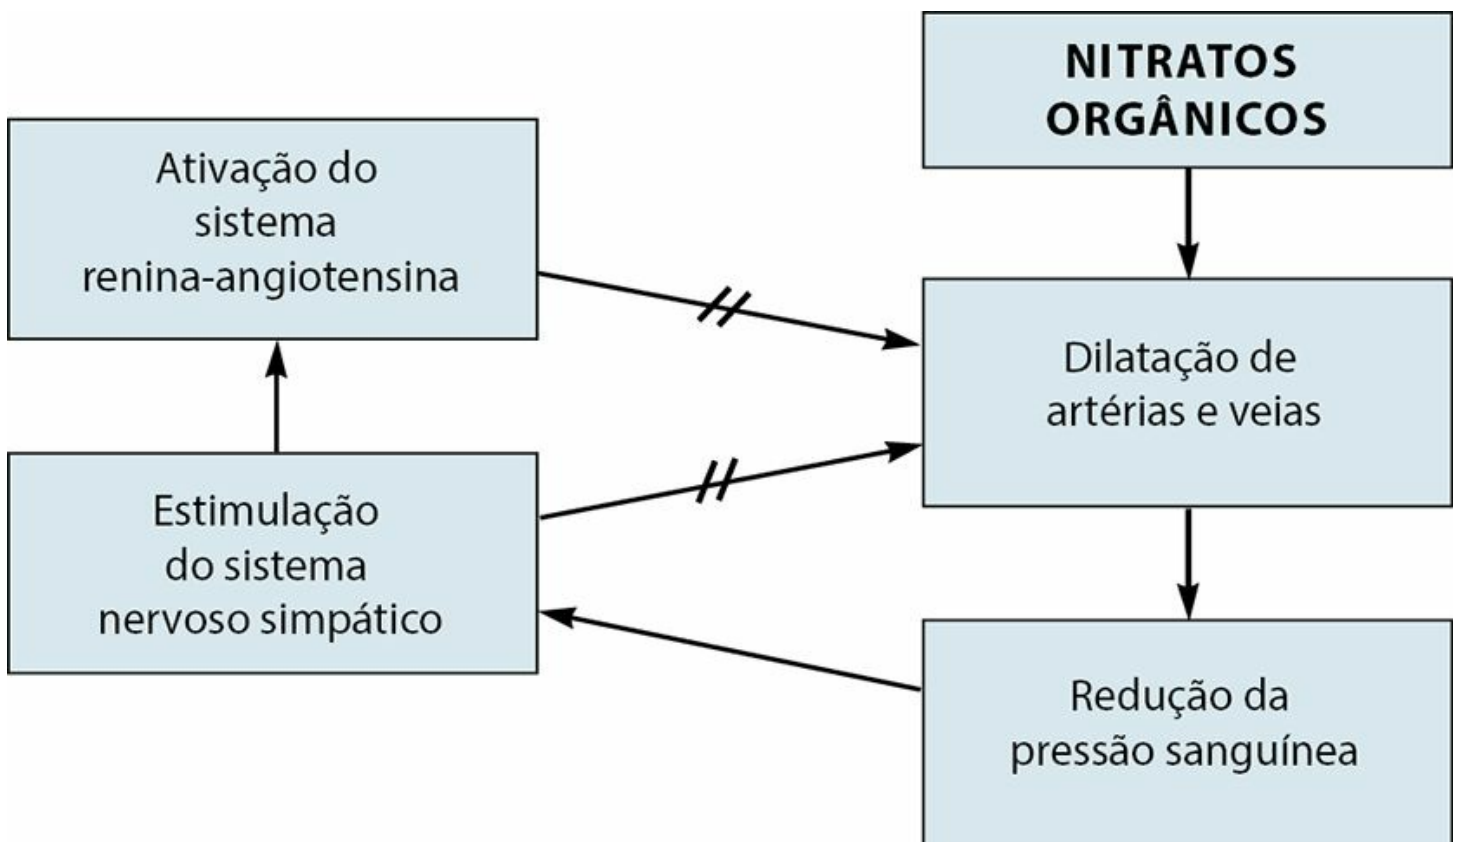 NITRATOS
ORGÂNICOS
Ativação do
sistema
renina-angiotensina
Dilatação de
artérias e veias
Estimulação
do sistema
nervoso simpático
Redução da
pressão sanguínea